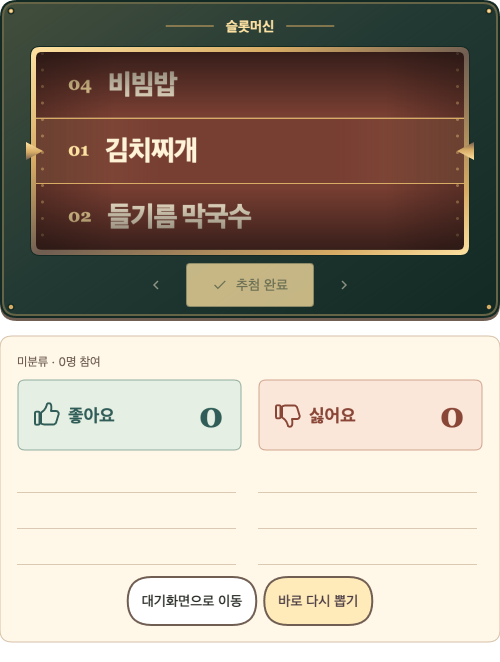 슬롯머신
04 비빔밥
01 김치찌개
02 들기름 막국수
추첨 완료
미분류 · 0명 참여
좋아요 0
싫어요 0
대기화면으로 이동
바로 다시 뽑기